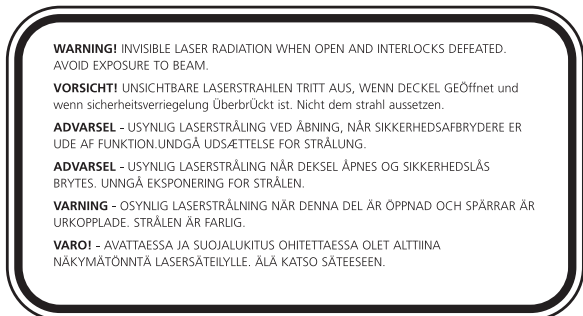 WARNING! INVISIBLE LASER RADIATION WHEN OPEN AND INTERLOCKS DEFEATED.
AVOID EXPOSURE TO BEAM.
VORSICHT! UNSICHTBARE LASERSTRAHLEN TRITT AUS, WENN DECKEL GEÖffnet und
wenn sicherheitsverriegelung ÜberbrÜckt ist. Nicht dem strahl aussetzen.
ADVARSEL - USYNLIG LASERSTRÅLING VED ÅBNING, NÅR SIKKERHEDSAFBRYDERE ER
UDE AF FUNKTION.UNDGÅ UDSÆTTELSE FOR STRÅLUNG.
ADVARSEL - USYNLIG LASERSTRÅLING NÅR DEKSEL ÅPNES OG SIKKERHEDSLÅS
BRYTES. UNNGÅ EKSPONERING FOR STRÅLEN.
VARNING - OSYNLIG LASERSTRÅLNING NÄR DENNA DEL ÄR ÖPPNAD OCH SPÄRRAR ÄR
URKOPPLADE. STRÅLEN ÄR FARLIG.
VARO! - AVATTAESSA JA SUOJALUKITUS OHITETTAESSA OLET ALTTIINA
NÄKYMÄTÖNNTÄ LASERSÄTEILYLLE. ÄLÄ KATSO SÄTEESEEN.